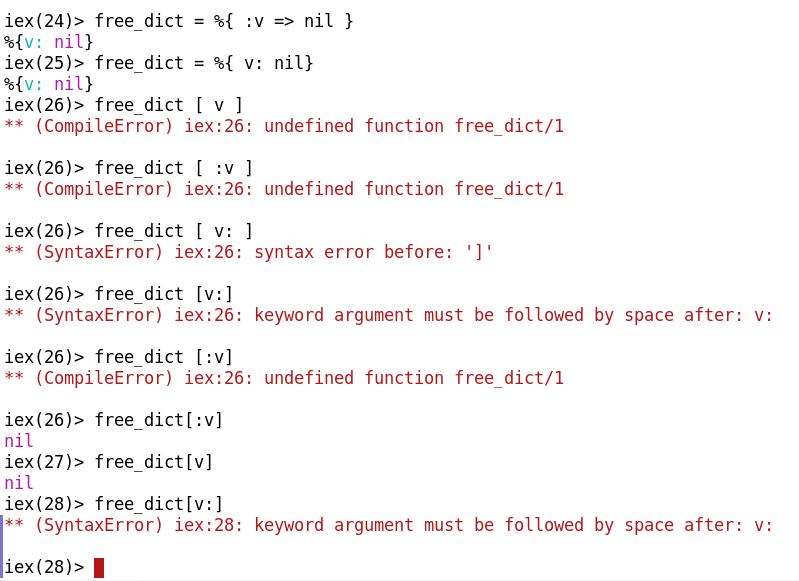 iex(24)> free_dict = %{ :v => nil }
%{v: nil}
iex(25)> free_dict = %{ v: nil}
%{v: nil}
iex(26)> free_dict [ v ]
** (CompileError) iex:26: undefined function free_dict/1
iex(26)> free_dict [ :v ]
** (CompileError) iex:26: undefined function free_dict/1
iex(26)> free_dict [ v: ]
** (SyntaxError) iex:26: syntax error before: ']'
iex(26)> free_dict [v:]
** (SyntaxError) iex:26: keyword argument must be followed by space after: v:
iex(26)> free_dict [:v]
** (CompileError) iex:26: undefined function free_dict/1
iex(26)> free_dict[:v]
nil
iex(27)> free_dict[v]
nil
iex(28)> free_dict[v:]
** (SyntaxError) iex:28: keyword argument must be followed by space after: v:
iex(28)>